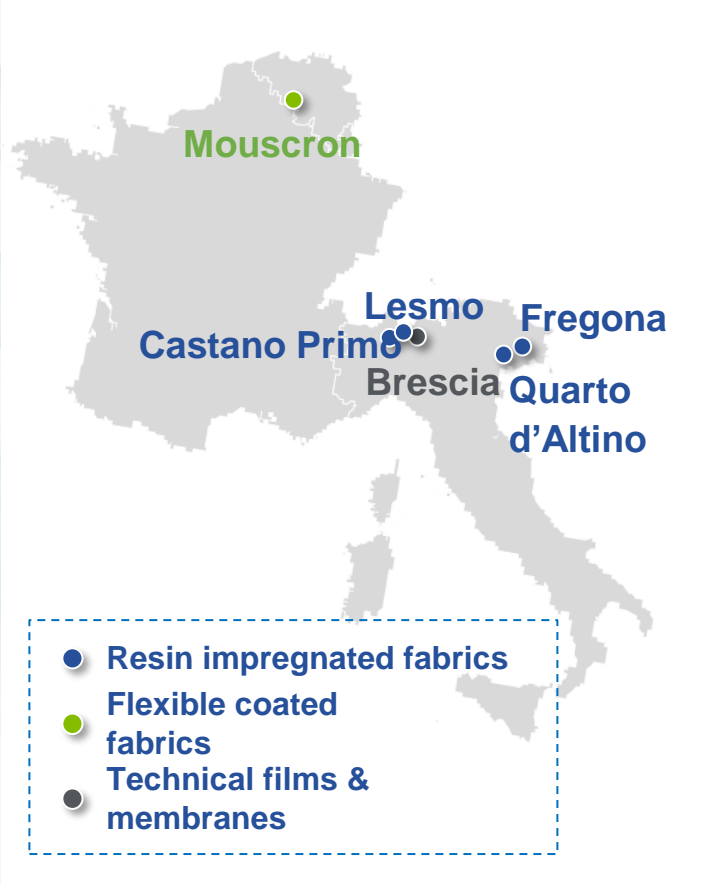 Mouscron
Lesmo
Fregona
Castano Primo
Brescia
Quarto
d’Altino
Resin impregnated fabrics
Flexible coated
fabrics
Technical films &
membranes